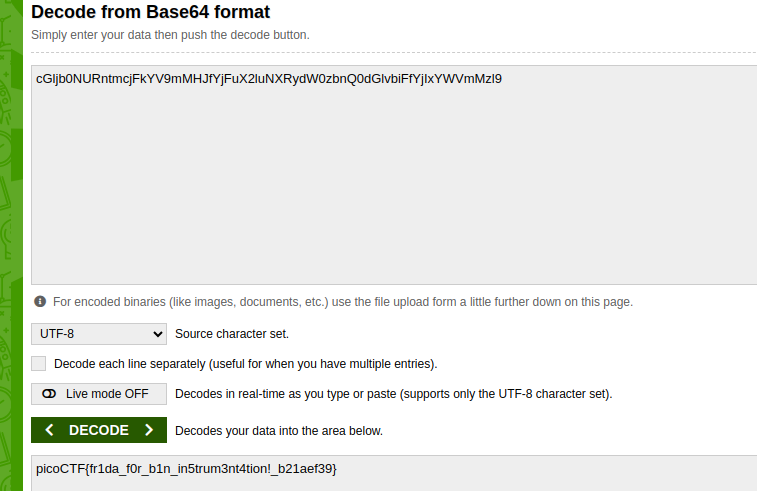 Decode from Base64 format
Simply enter your data then push the decode button.
cGljb0NURntmcjFkYV9mMHJfYjFuX2luNXRydW0zbnQ0dGlvbiFfYjIxYWVmMzl9
For encoded binaries (like images, documents, etc.) use the file upload form a little further down on this page.
UTF-8 Source character set.
Decode each line separately (useful for when you have multiple entries).
Live mode OFF Decodes in real-time as you type or paste (supports only the UTF-8 character set).
DECODE Decodes your data into the area below.
picoCTF{fr1da_f0r_b1n_in5trum3nt4tion!_b21aef39}